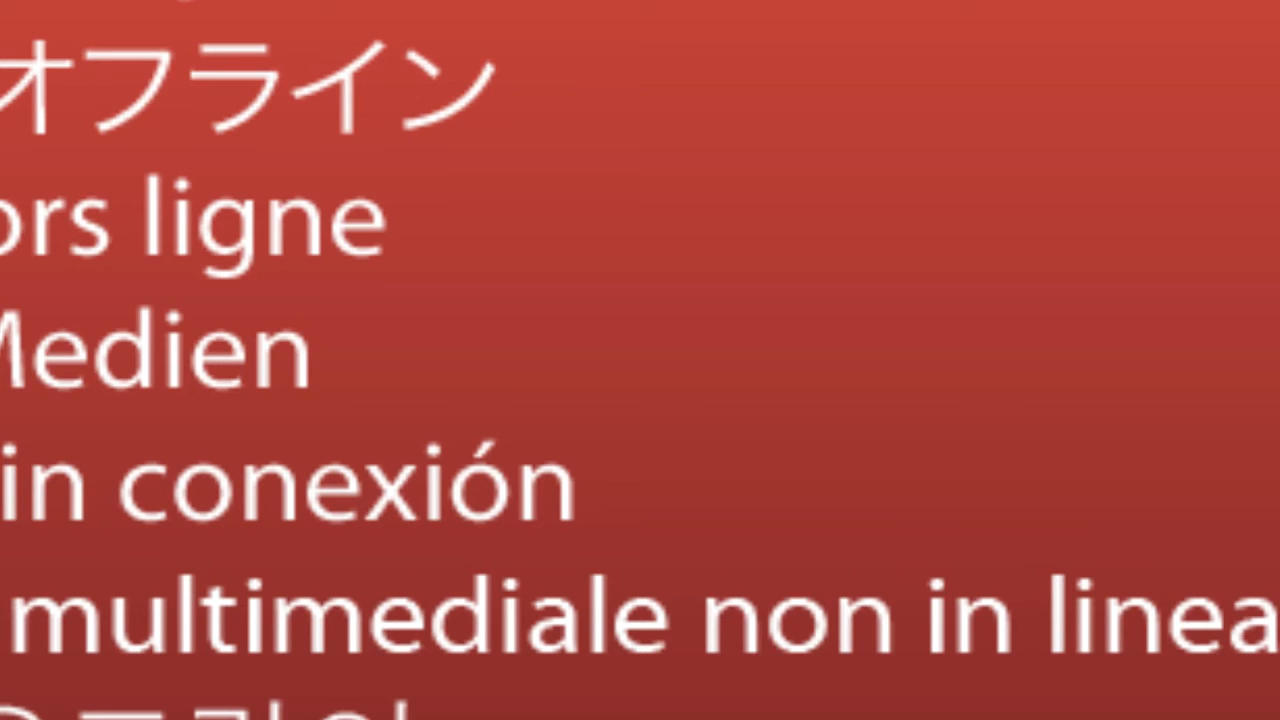 オフライン
ors ligne
Medien
in conexión
multimediale non in linea